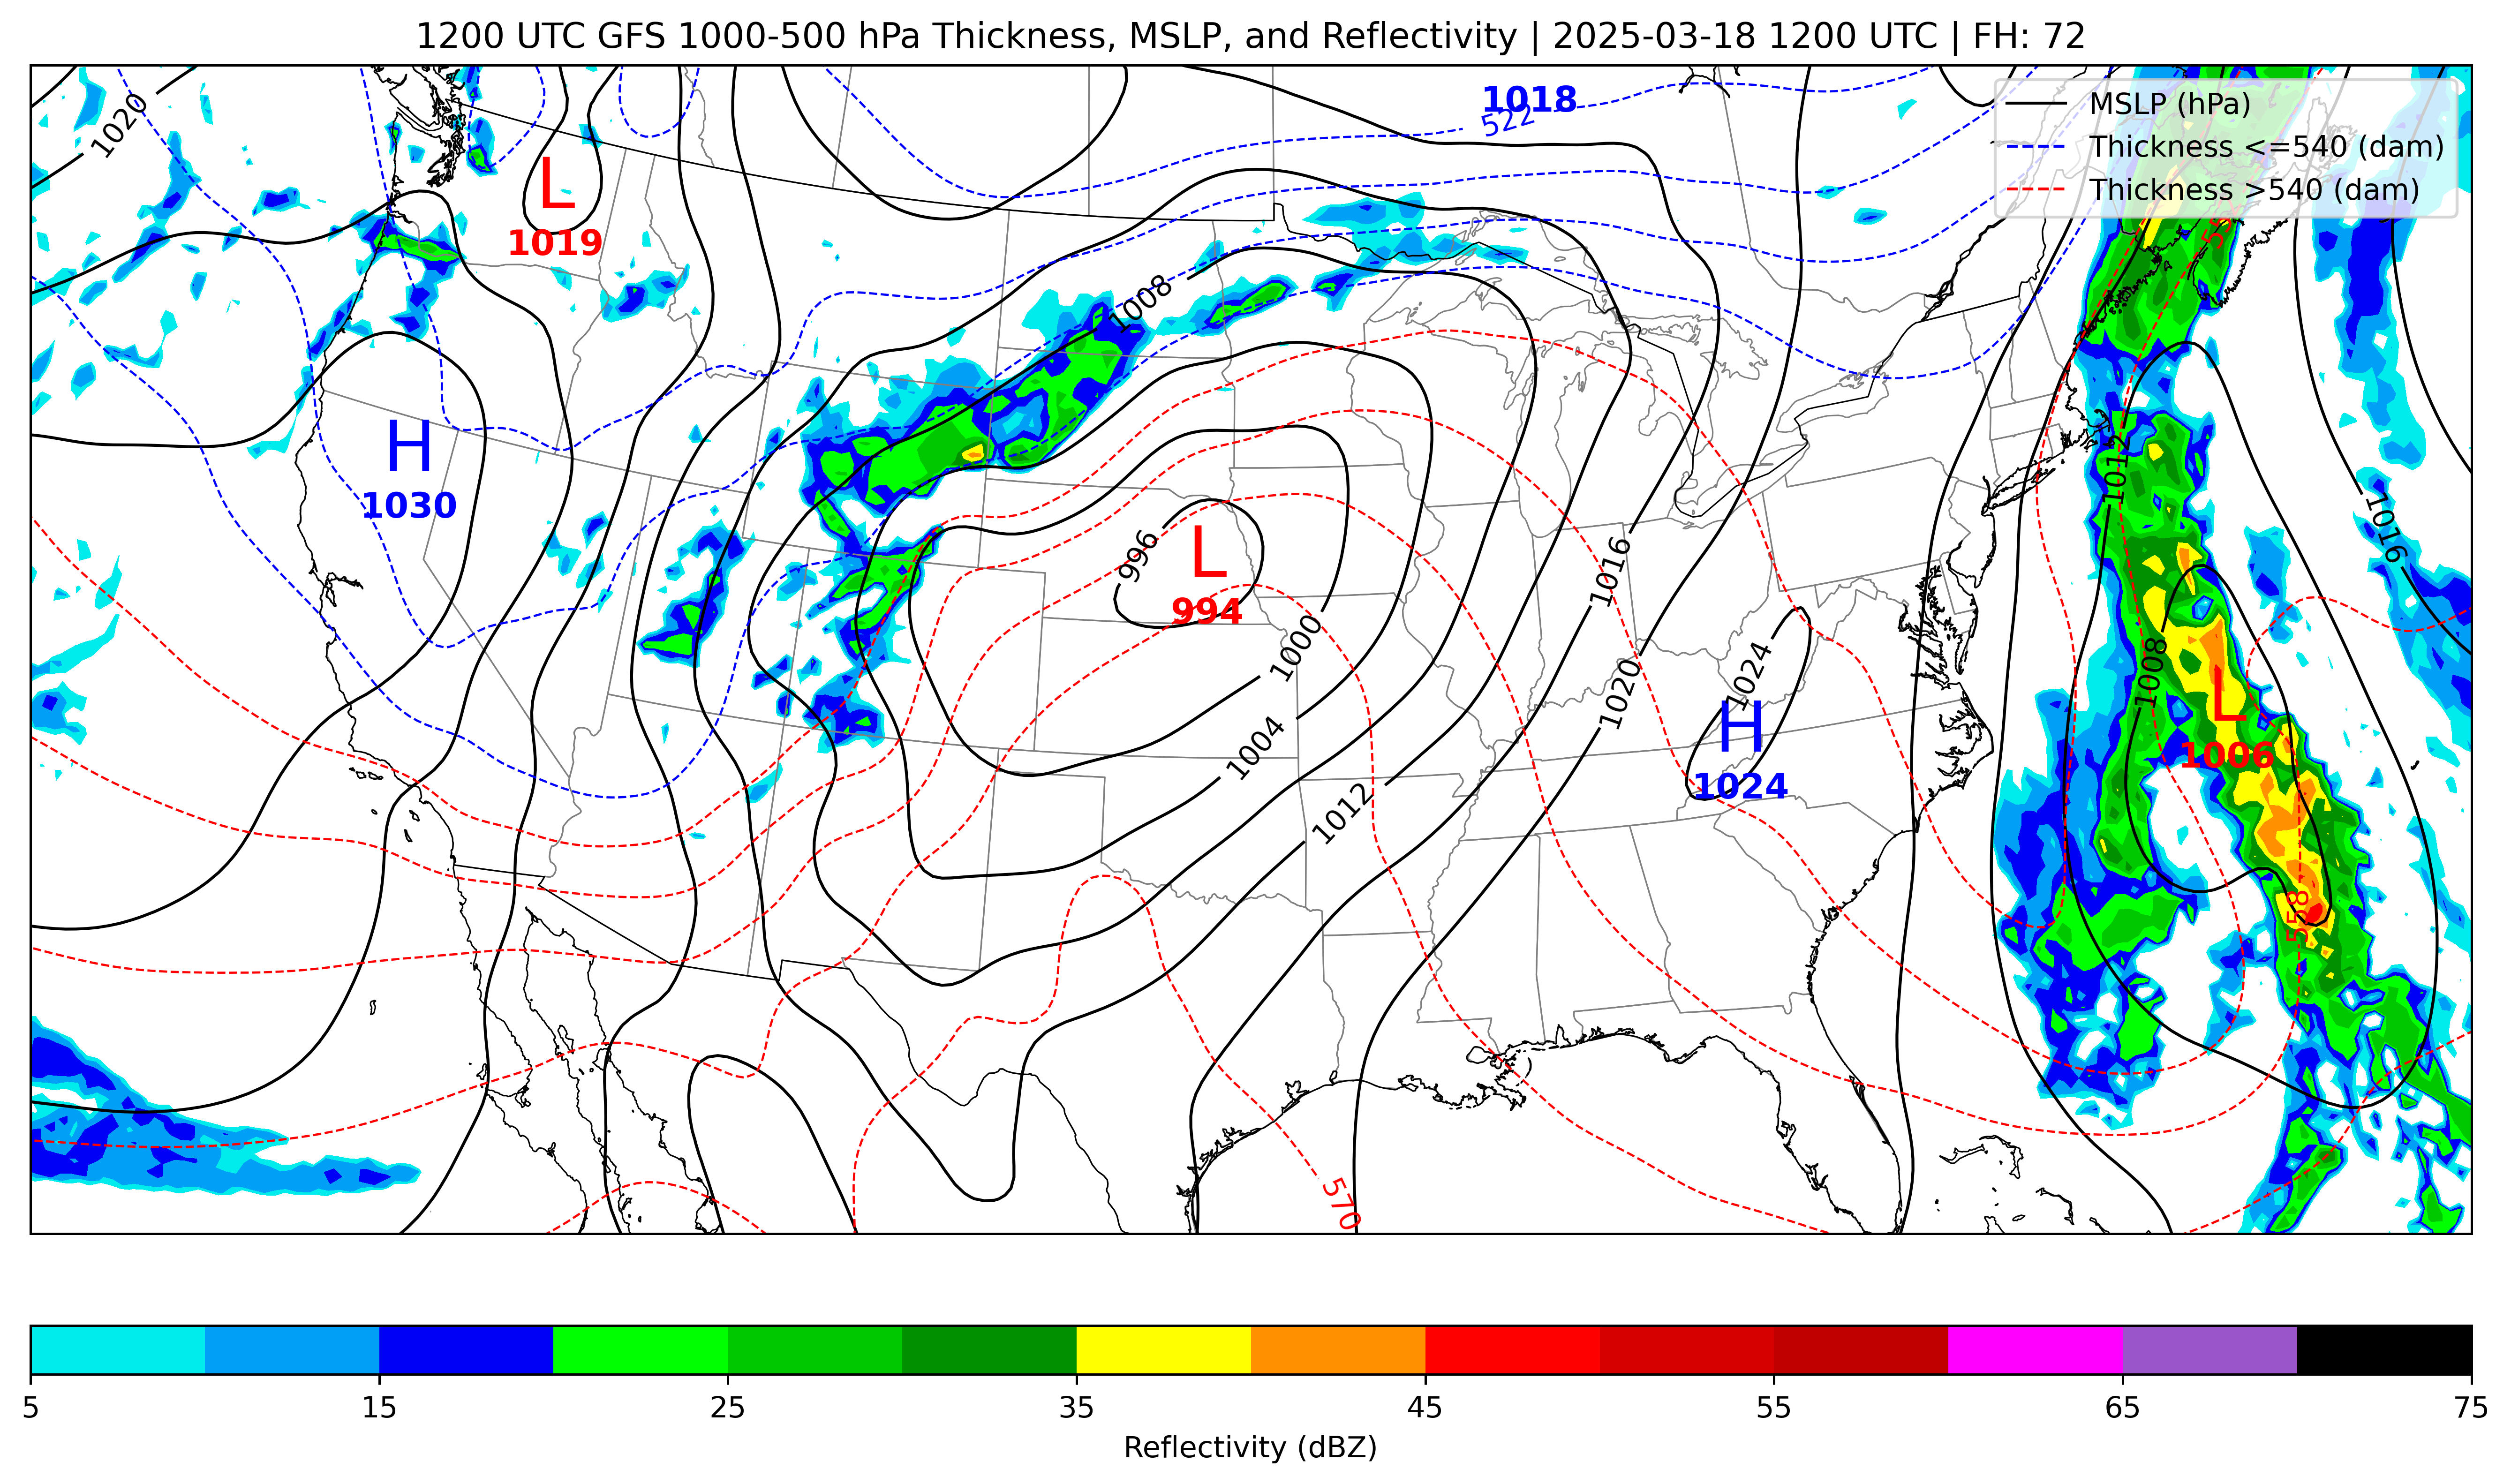 1200 UTC GFS 1000-500 hPa Thickness, MSLP, and Reflectivity | 2025-03-18 1200 UTC | FH: 72
MSLP (hPa)
Thickness <=540 (dam)
Thickness >540 (dam)
1020
1018
522
L
1019
1008
H
1030
1012
1016
996
L
994
1016
1000
1024
1008
1020
L
1006
H
1024
1004
1012
558
570
5 15 25 35 45 55 65 75
Reflectivity (dBZ)